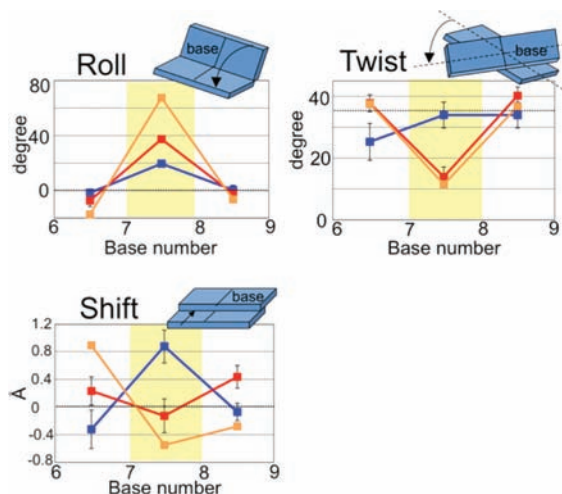 Roll
base
degree
80
40
0
6 7 8 9
Base number
Twist
base
degree
40
20
0
6 7 8 9
Base number
Shift
base
Å
1.2
0.8
0.4
0
-0.4
-0.8
6 7 8 9
Base number